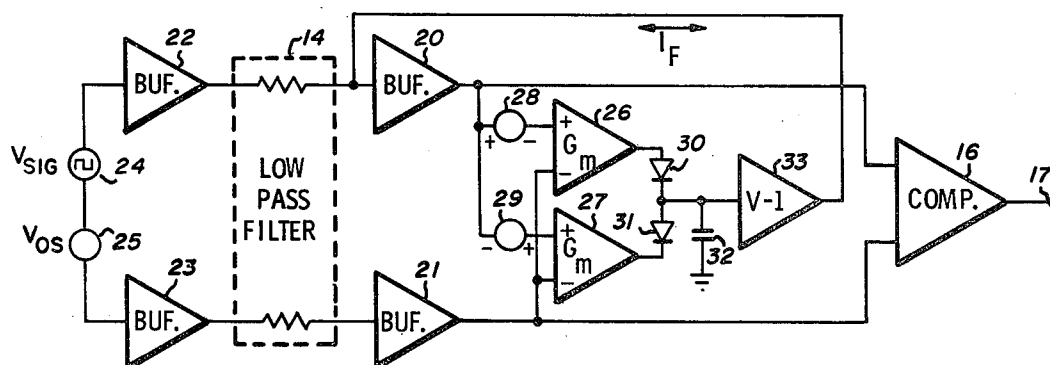 22
14
20
I_F
BUF.
BUF.
28
26
+ -
+ G_m -
30
V_SIG
24
LOW
PASS
FILTER
33
V-1
16
COMP.
17
V_OS
25
29
27
31
- +
+ G_m -
32
23
21
BUF.
BUF.